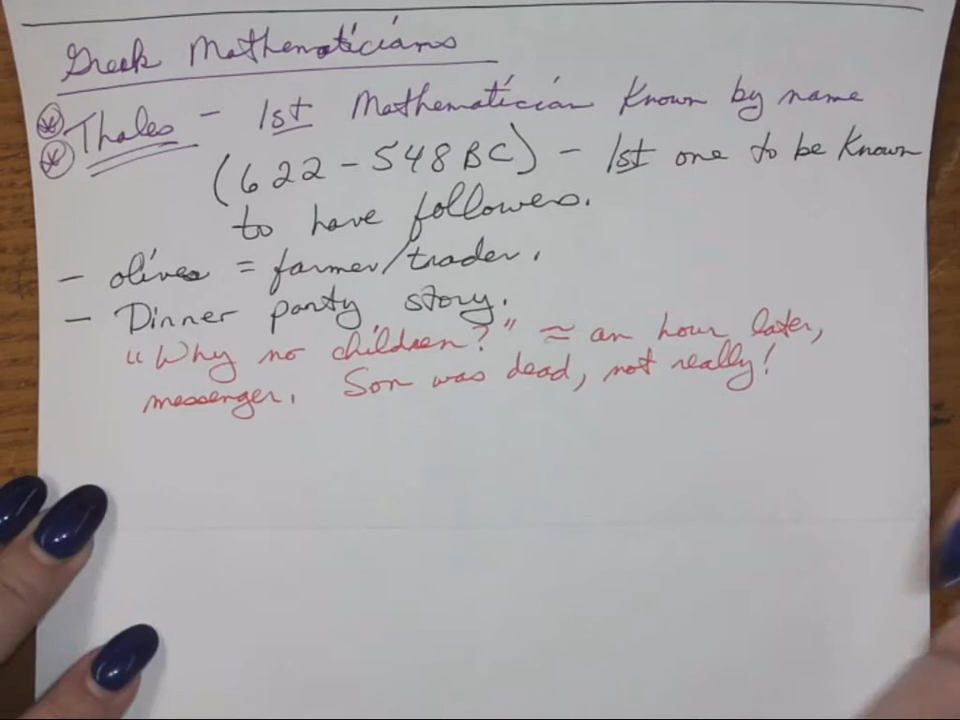 Greek Mathematicians
Thales - 1st Mathematician known by name
(622 - 548 BC) - 1st one to be known
to have followers.
- olives = farmer/trader.
- Dinner party story.
"Why no children?" ≈ an hour later,
messenger. Son was dead, not really!